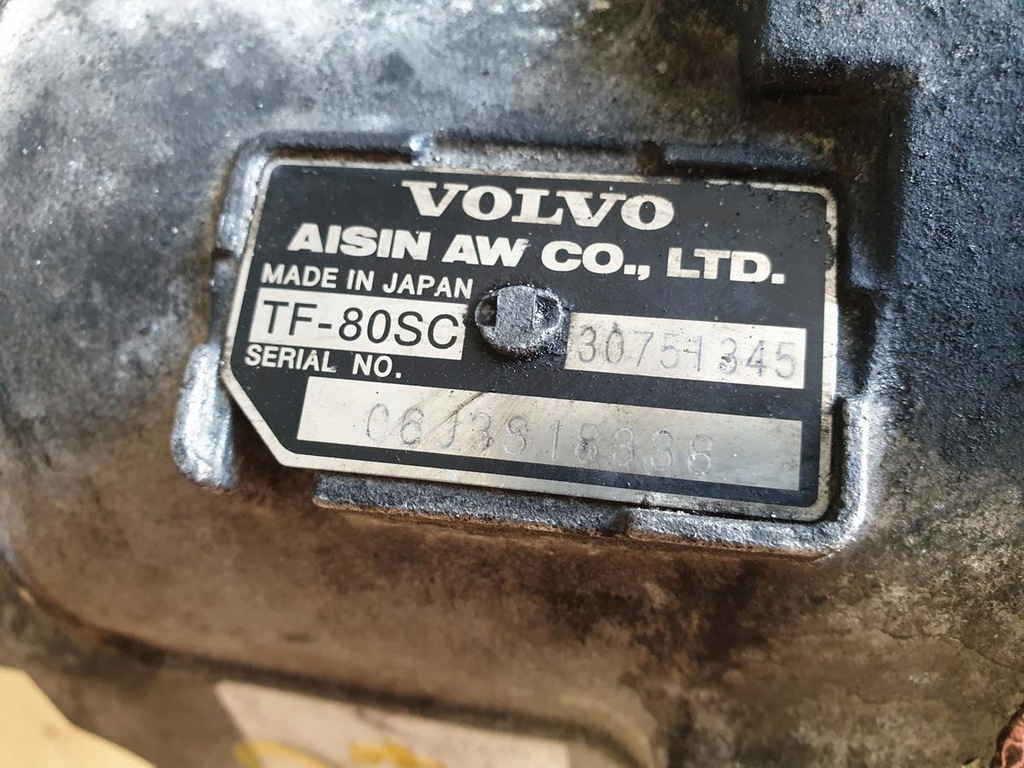 VOLVO
AISIN AW CO., LTD.
MADE IN JAPAN
TF-80SC 30751345
SERIAL NO.
06J3818338